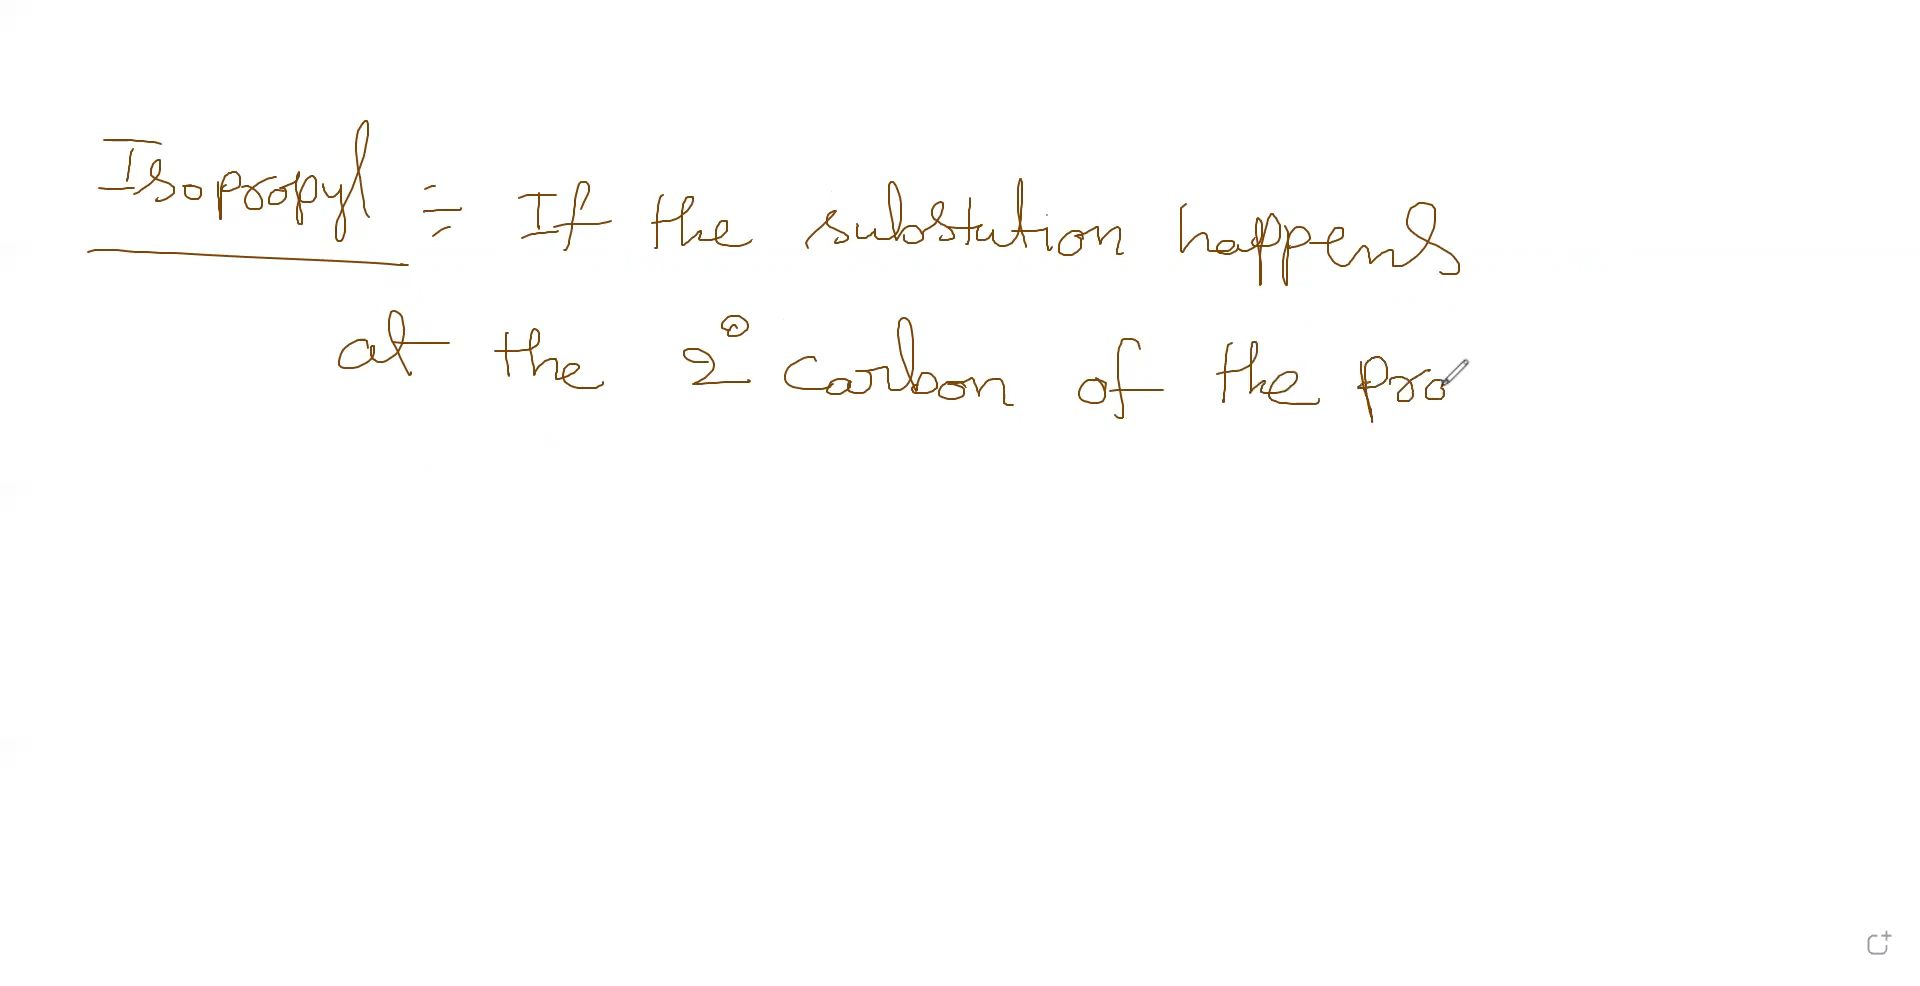 Isopropyl ÷ If the substution happens
at the 2° carbon of the pro